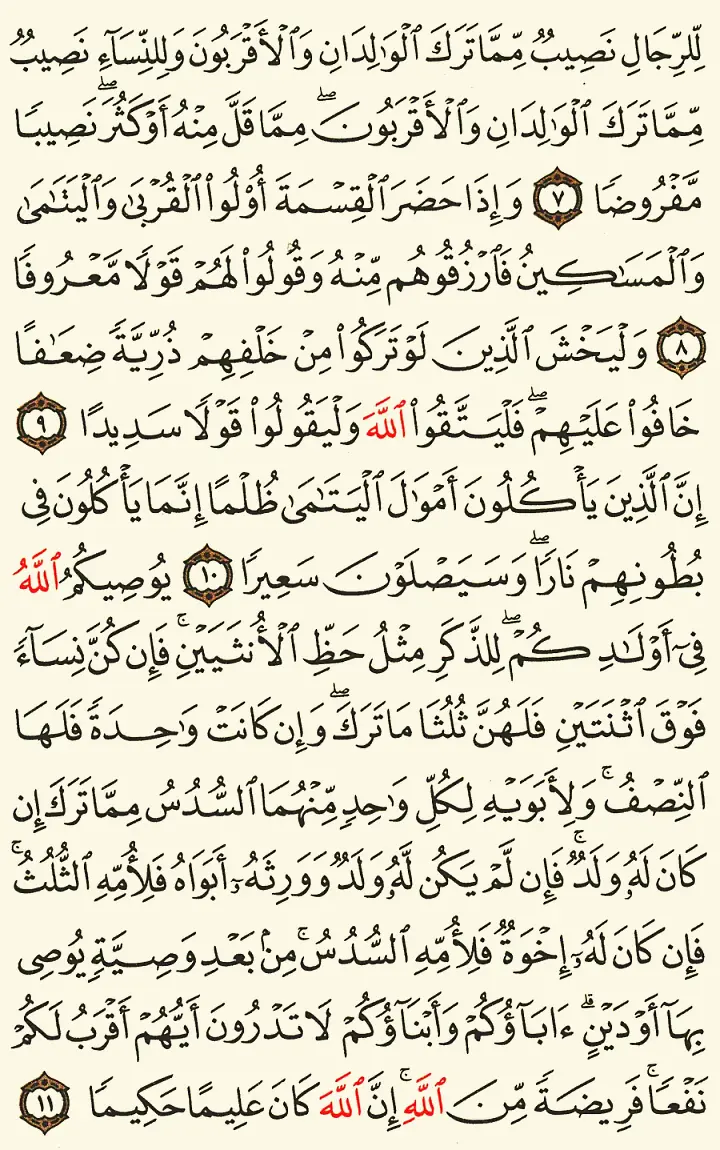 لِّلرِّجَالِ نَصِيبٌ مِّمَّا تَرَكَ ٱلْوَٰلِدَانِ وَٱلْأَقْرَبُونَ وَلِلنِّسَآءِ نَصِيبٌ
مِّمَّا تَرَكَ ٱلْوَٰلِدَانِ وَٱلْأَقْرَبُونَۖ مِمَّا قَلَّ مِنْهُ أَوْ كَثُرَۖ نَصِيبًا
مَّفْرُوضًا ٧ وَإِذَا حَضَرَ ٱلْقِسْمَةَ أُو۟لُوا۟ ٱلْقُرْبَىٰ وَٱلْيَتَٰمَىٰ
وَٱلْمَسَٰكِينُ فَٱرْزُقُوهُم مِّنْهُ وَقُولُوا۟ لَهُمْ قَوْلًا مَّعْرُوفًا
٨ وَلْيَخْشَ ٱلَّذِينَ لَوْ تَرَكُوا۟ مِنْ خَلْفِهِمْ ذُرِّيَّةً ضِعَٰفًا
خَافُوا۟ عَلَيْهِمْۖ فَلْيَتَّقُوا۟ ٱللَّهَ وَلْيَقُولُوا۟ قَوْلًا سَدِيدًا ٩
إِنَّ ٱلَّذِينَ يَأْكُلُونَ أَمْوَٰلَ ٱلْيَتَٰمَىٰ ظُلْمًا إِنَّمَا يَأْكُلُونَ فِى
بُطُونِهِمْ نَارًاۖ وَسَيَصْلَوْنَ سَعِيرًا ١٠ يُوصِيكُمُ ٱللَّهُ
فِىٓ أَوْلَٰدِكُمْۖ لِلذَّكَرِ مِثْلُ حَظِّ ٱلْأُنثَيَيْنِۚ فَإِن كُنَّ نِسَآءً
فَوْقَ ٱثْنَتَيْنِ فَلَهُنَّ ثُلُثَا مَا تَرَكَۖ وَإِن كَانَتْ وَٰحِدَةً فَلَهَا
ٱلنِّصْفُۚ وَلِأَبَوَيْهِ لِكُلِّ وَٰحِدٍ مِّنْهُمَا ٱلسُّدُسُ مِمَّا تَرَكَ إِن
كَانَ لَهُۥ وَلَدٌۚ فَإِن لَّمْ يَكُن لَّهُۥ وَلَدٌ وَوَرِثَهُۥٓ أَبَوَاهُ فَلِأُمِّهِ ٱلثُّلُثُۚ
فَإِن كَانَ لَهُۥٓ إِخْوَةٌ فَلِأُمِّهِ ٱلسُّدُسُۚ مِنۢ بَعْدِ وَصِيَّةٍ يُوصِى
بِهَآ أَوْ دَيْنٍۗ ءَابَآؤُكُمْ وَأَبْنَآؤُكُمْ لَا تَدْرُونَ أَيُّهُمْ أَقْرَبُ لَكُمْ
نَفْعًاۚ فَرِيضَةً مِّنَ ٱللَّهِۚ إِنَّ ٱللَّهَ كَانَ عَلِيمًا حَكِيمًا ١١